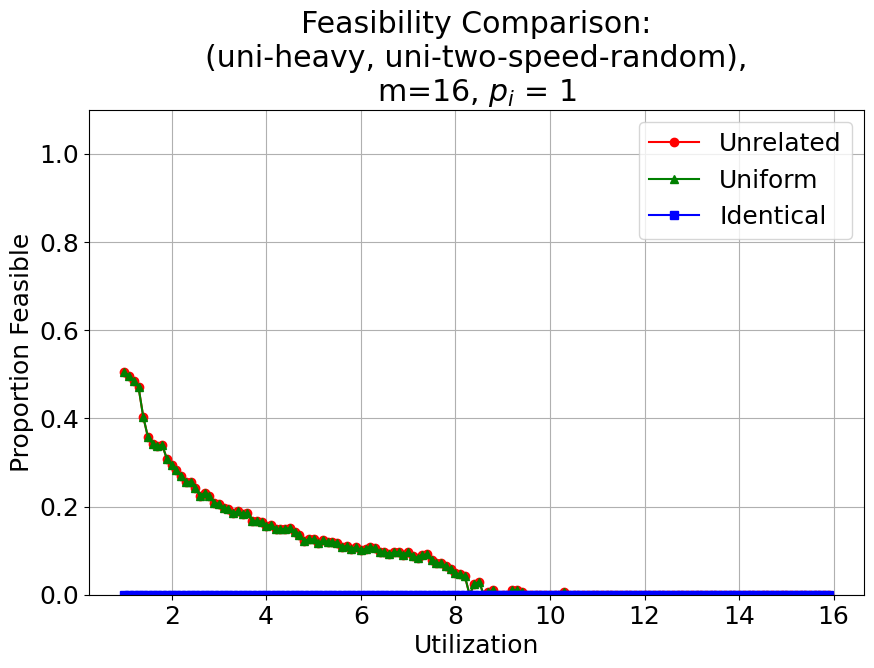 Feasibility Comparison:
(uni-heavy, uni-two-speed-random),
m=16, pᵢ = 1
Unrelated
Uniform
Identical
1.0
0.8
0.6
0.4
0.2
0.0
Proportion Feasible
2 4 6 8 10 12 14 16
Utilization